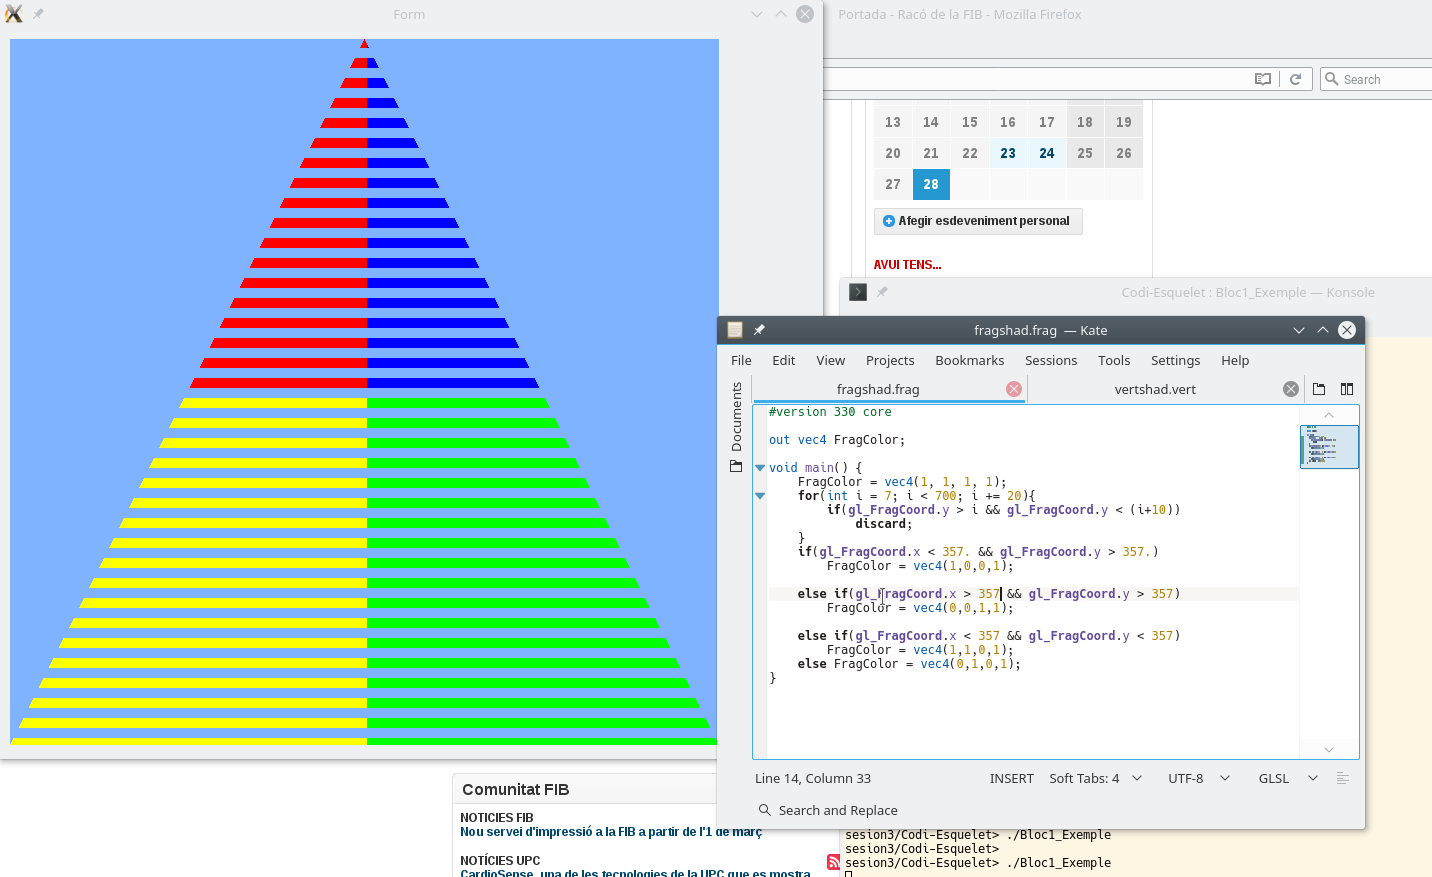 Form
Portada - Racó de la FIB - Mozilla Firefox
Search
13 14 15 16 17 18 19
20 21 22 23 24 25 26
27 28
Afegir esdeveniment personal
AVUI TENS...
Codi-Esquelet : Bloc1_Exemple — Konsole
fragshad.frag — Kate
File Edit View Projects Bookmarks Sessions Tools Settings Help
Documents
fragshad.frag
vertshad.vert
#version 330 core
out vec4 FragColor;
void main() {
    FragColor = vec4(1, 1, 1, 1);
    for(int i = 7; i < 700; i += 20){
        if(gl_FragCoord.y > i && gl_FragCoord.y < (i+10))
            discard;
    }
    if(gl_FragCoord.x < 357. && gl_FragCoord.y > 357.)
        FragColor = vec4(1,0,0,1);
    else if(gl_FragCoord.x > 357 && gl_FragCoord.y > 357)
        FragColor = vec4(0,0,1,1);
    else if(gl_FragCoord.x < 357 && gl_FragCoord.y < 357)
        FragColor = vec4(1,1,0,1);
    else FragColor = vec4(0,1,0,1);
}
Line 14, Column 33
INSERT
Soft Tabs: 4
UTF-8
GLSL
Search and Replace
Comunitat FIB
NOTICIES FIB
Nou servei d'impressió a la FIB a partir de l'1 de març
NOTÍCIES UPC
CardioSense, una de les tecnologies de la UPC que es mostra
sesion3/Codi-Esquelet> ./Bloc1_Exemple
sesion3/Codi-Esquelet>
sesion3/Codi-Esquelet> ./Bloc1_Exemple